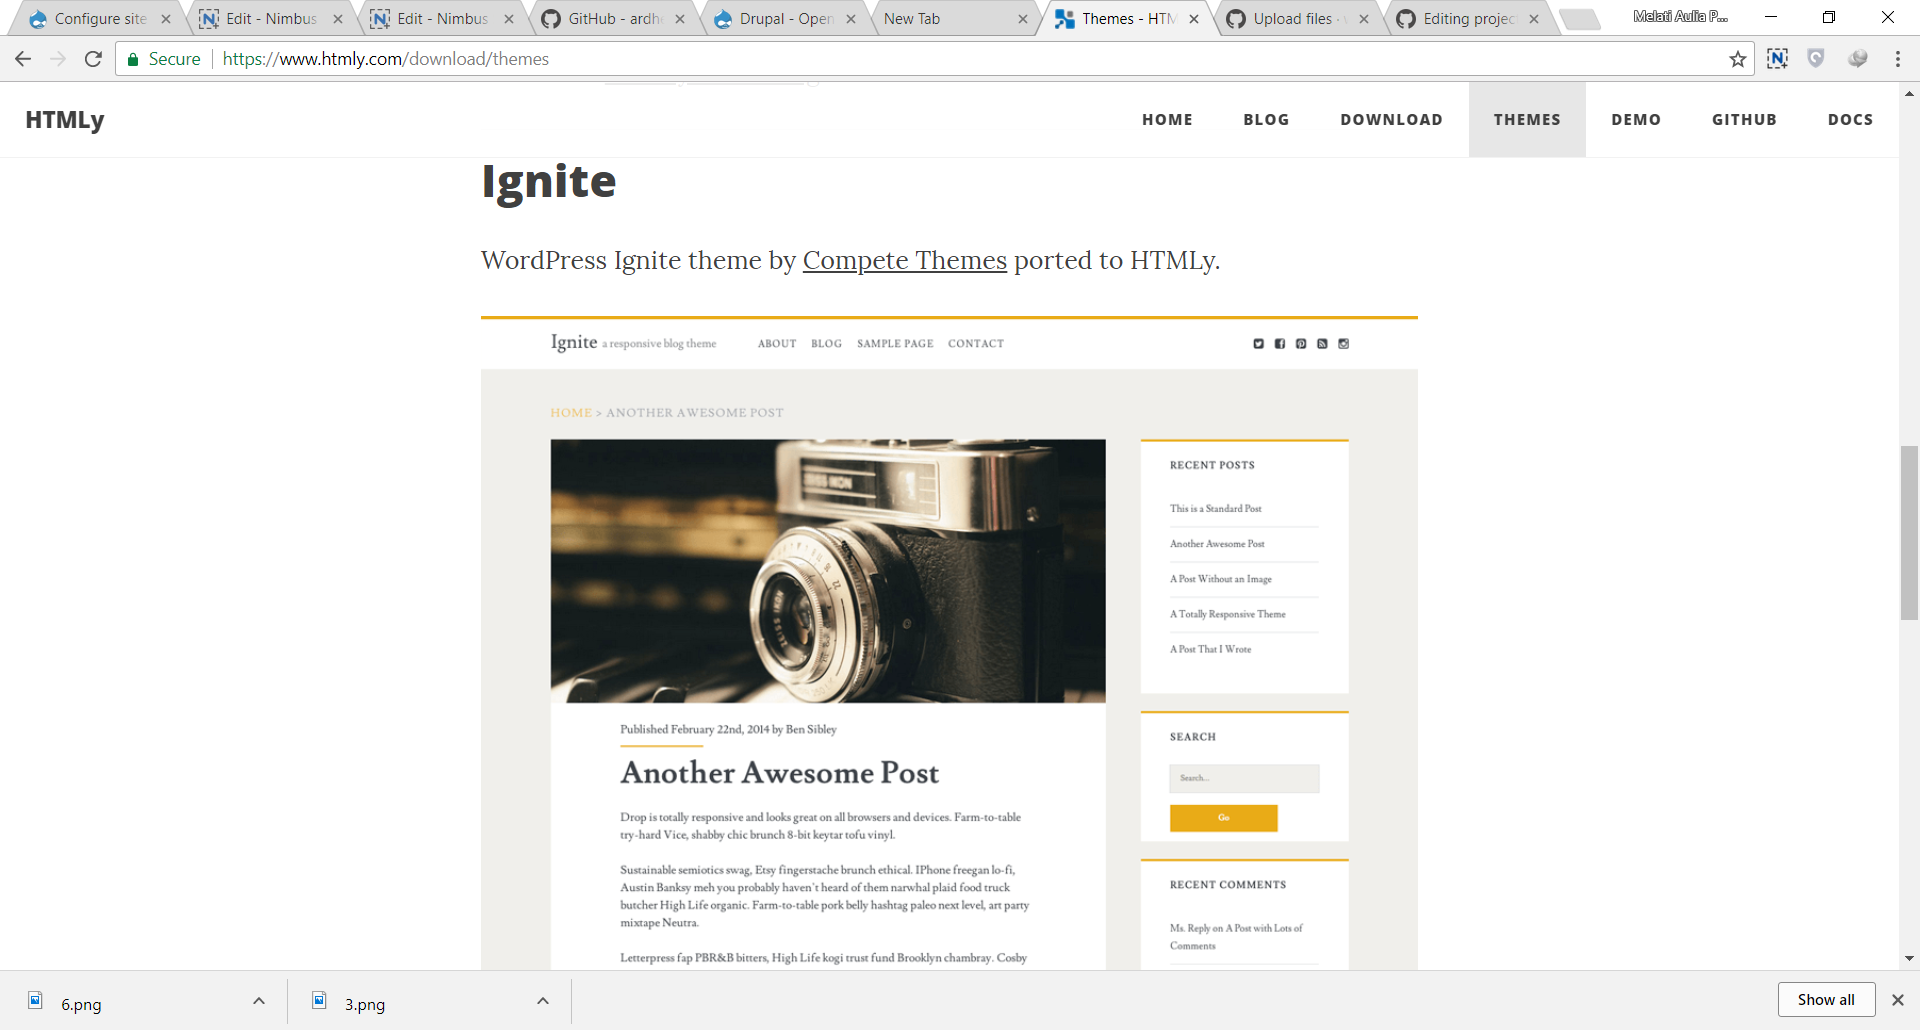 Configure site
Edit - Nimbus
Edit - Nimbus
GitHub - ardh
Drupal - Open
New Tab
Themes - HTM
Upload files ·
Editing projec
Melati Aulia P...
Secure
https://www.htmly.com/download/themes
HTMLy
HOME
BLOG
DOWNLOAD
THEMES
DEMO
GITHUB
DOCS
Ignite
WordPress Ignite theme by Compete Themes ported to HTMLy.
Ignite a responsive blog theme
ABOUT
BLOG
SAMPLE PAGE
CONTACT
HOME > ANOTHER AWESOME POST
Published February 22nd, 2014 by Ben Sibley
Another Awesome Post
Drop is totally responsive and looks great on all browsers and devices. Farm-to-table
try-hard Vice, shabby chic brunch 8-bit keytar tofu vinyl.
Sustainable semiotics swag, Etsy fingerstache brunch ethical. IPhone freegan lo-fi,
Austin Banksy meh you probably haven't heard of them narwhal plaid food truck
butcher High Life organic. Farm-to-table pork belly hashtag paleo next level, art party
mixtape Neutra.
Letterpress fap PBR&B bitters, High Life kogi trust fund Brooklyn chambray. Cosby
RECENT POSTS
This is a Standard Post
Another Awesome Post
A Post Without an Image
A Totally Responsive Theme
A Post That I Wrote
SEARCH
Search...
Go
RECENT COMMENTS
Ms. Reply on A Post with Lots of
Comments
6.png
3.png
Show all